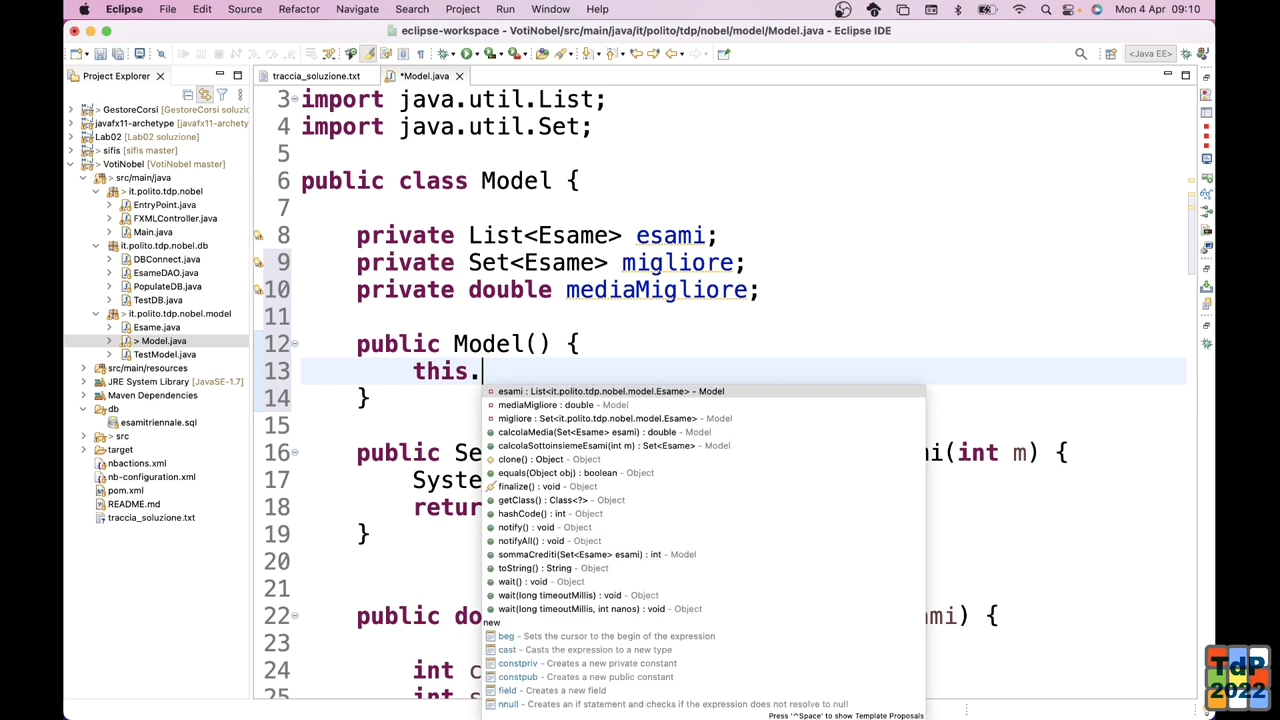 Eclipse File Edit Source Refactor Navigate Search Project Run Window Help Mon 4 Apr 09:10
eclipse-workspace - VotiNobel/src/main/java/it/polito/tdp/nobel/model/Model.java - Eclipse IDE
<Java EE>
Project Explorer
traccia_soluzione.txt
*Model.java
> GestoreCorsi [GestoreCorsi soluzio
javafx11-archetype [javafx11-archety
> Lab02 [Lab02 soluzione]
> sifis [sifis master]
> VotiNobel [VotiNobel master]
> src/main/java
> it.polito.tdp.nobel
EntryPoint.java
FXMLController.java
Main.java
it.polito.tdp.nobel.db
DBConnect.java
EsameDAO.java
PopulateDB.java
TestDB.java
> it.polito.tdp.nobel.model
Esame.java
> Model.java
TestModel.java
src/main/resources
JRE System Library [JavaSE-1.7]
Maven Dependencies
db
esamitriennale.sql
> src
target
nbactions.xml
nb-configuration.xml
pom.xml
README.md
traccia_soluzione.txt
3 import java.util.List;
4 import java.util.Set;
5
6 public class Model {
7
8 private List<Esame> esami;
9 private Set<Esame> migliore;
10 private double mediaMigliore;
11
12 public Model() {
13 this.
14 }
15
16 public Se
ni(int m) {
17 System
18 return
19 }
20
21
22 public do
ami) {
23
24 int c
25 int s
esami : List<it.polito.tdp.nobel.model.Esame> - Model
mediaMigliore : double - Model
migliore : Set<it.polito.tdp.nobel.model.Esame> - Model
calcolaMedia(Set<Esame> esami) : double - Model
calcolaSottoinsiemeEsami(int m) : Set<Esame> - Model
clone() : Object - Object
equals(Object obj) : boolean - Object
finalize() : void - Object
getClass() : Class<?> - Object
hashCode() : int - Object
notify() : void - Object
notifyAll() : void - Object
sommaCrediti(Set<Esame> esami) : int - Model
toString() : String - Object
wait() : void - Object
wait(long timeoutMillis) : void - Object
wait(long timeoutMillis, int nanos) : void - Object
new
beg - Sets the cursor to the begin of the expression
cast - Casts the expression to a new type
constpriv - Creates a new private constant
constpub - Creates a new public constant
field - Creates a new field
nnull - Creates an if statement and checks if the expression does not resolve to null
Press '^Space' to show Template Proposals
TdP
2022